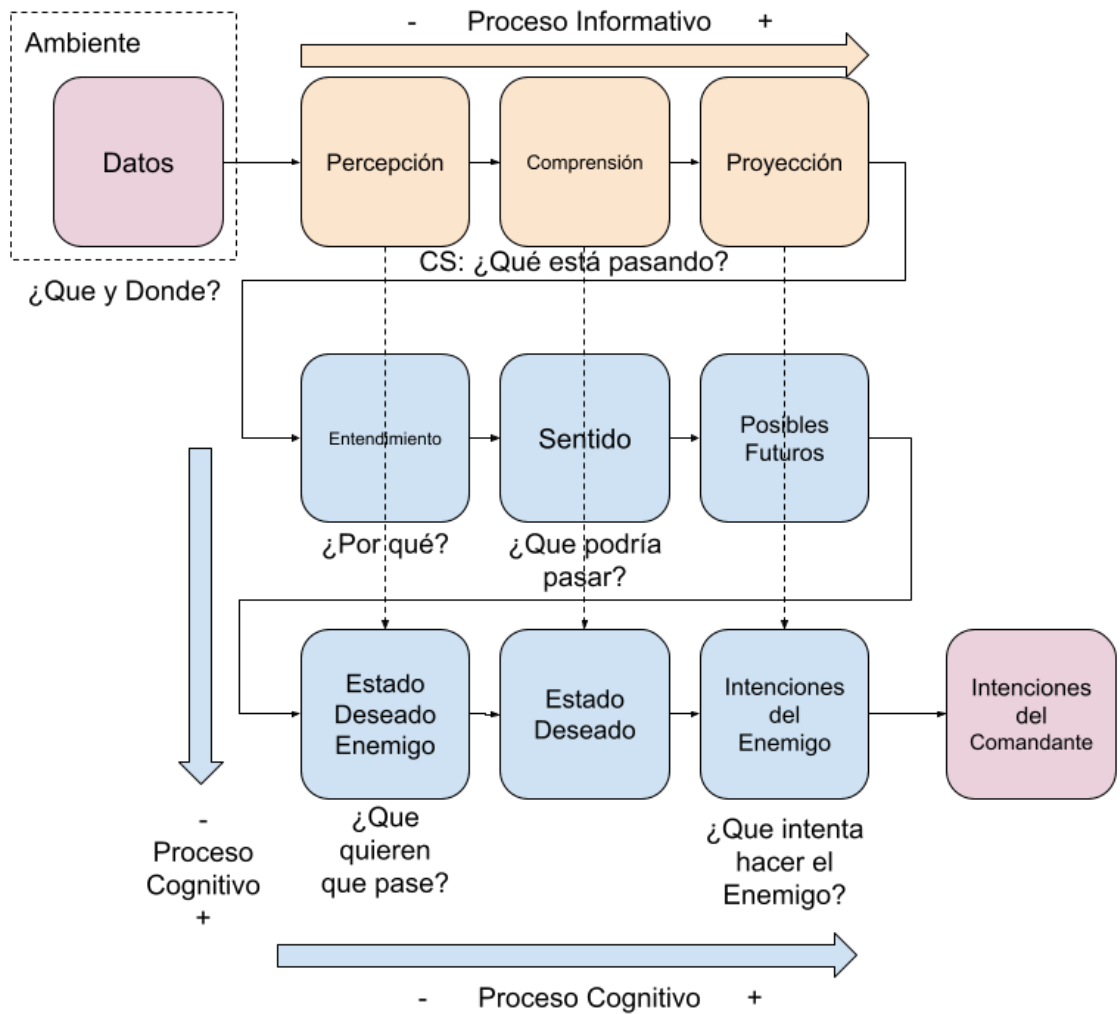 - Proceso Informativo +
Ambiente
Datos
Percepción
Comprensión
Proyección
CS: ¿Qué está pasando?
¿Que y Donde?
Entendimiento
Sentido
Posibles
Futuros
¿Por qué?
¿Que podría
pasar?
Estado
Deseado
Enemigo
Estado
Deseado
Intenciones
del
Enemigo
Intenciones
del
Comandante
-
Proceso
Cognitivo
+
¿Que
quieren
que pase?
¿Que intenta
hacer el
Enemigo?
- Proceso Cognitivo +